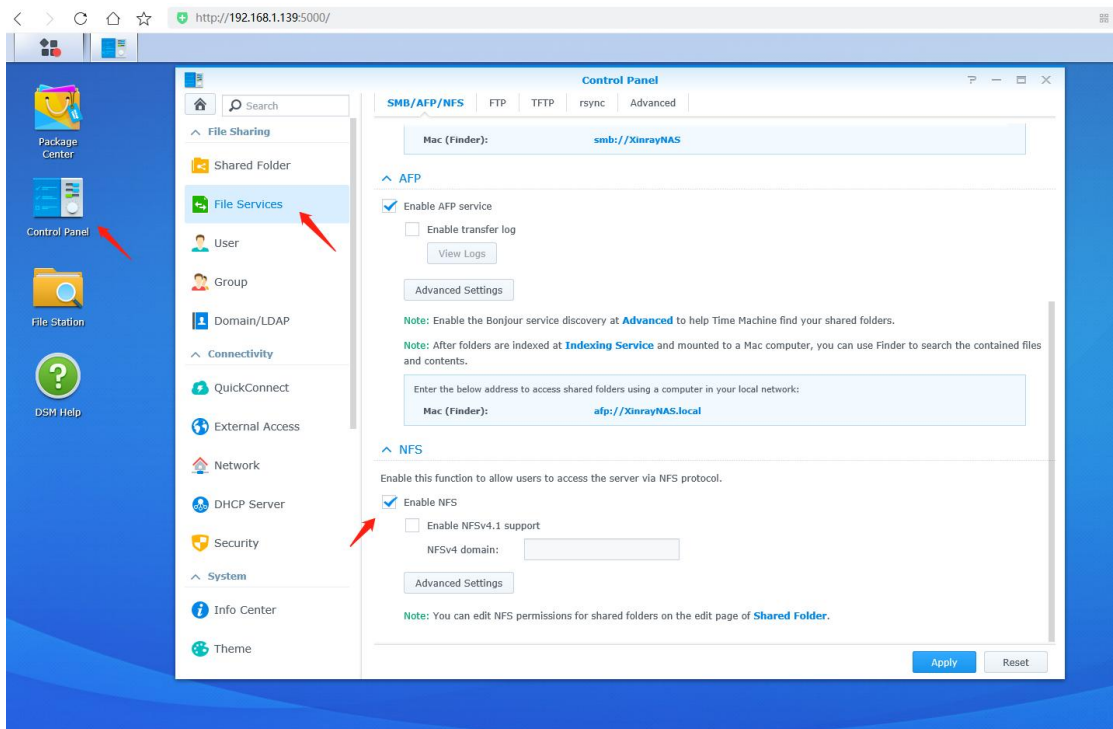 http://192.168.1.139:5000/
Control Panel
Package
Center
Control Panel
File Station
DSM Help
Search
File Sharing
Shared Folder
File Services
User
Group
Domain/LDAP
Connectivity
QuickConnect
External Access
Network
DHCP Server
Security
System
Info Center
Theme
SMB/AFP/NFS FTP TFTP rsync Advanced
Mac (Finder): smb://XinrayNAS
AFP
Enable AFP service
Enable transfer log
View Logs
Advanced Settings
Note: Enable the Bonjour service discovery at Advanced to help Time Machine find your shared folders.
Note: After folders are indexed at Indexing Service and mounted to a Mac computer, you can use Finder to search the contained files
and contents.
Enter the below address to access shared folders using a computer in your local network:
Mac (Finder): afp://XinrayNAS.local
NFS
Enable this function to allow users to access the server via NFS protocol.
Enable NFS
Enable NFSv4.1 support
NFSv4 domain:
Advanced Settings
Note: You can edit NFS permissions for shared folders on the edit page of Shared Folder.
Apply Reset